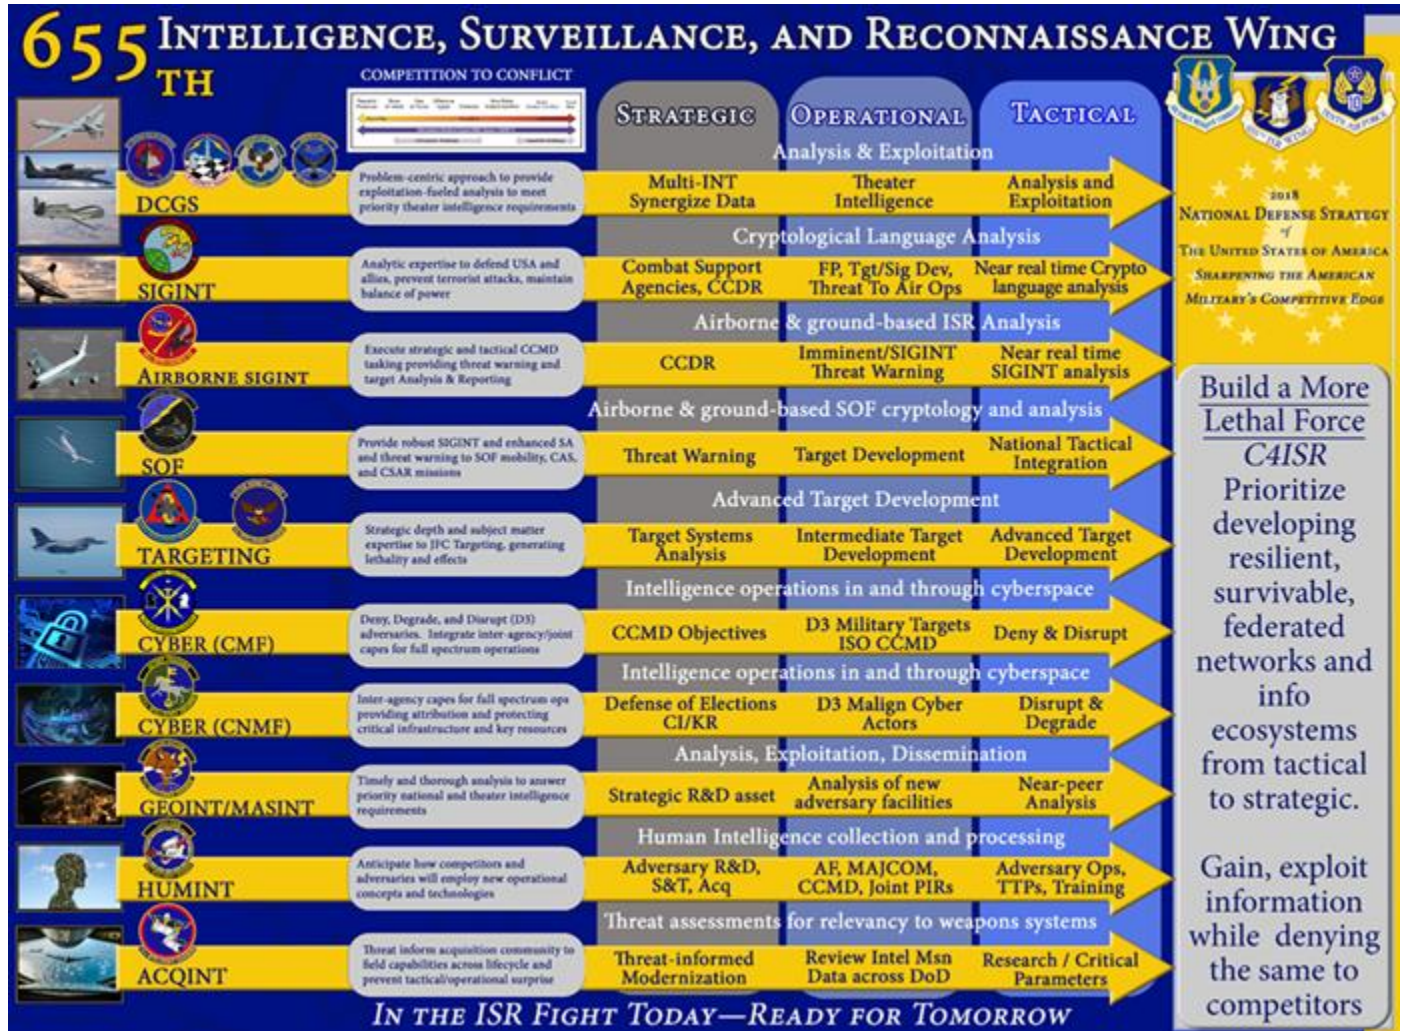 655TH INTELLIGENCE, SURVEILLANCE, AND RECONNAISSANCE WING
COMPETITION TO CONFLICT
STRATEGIC
OPERATIONAL
TACTICAL
Analysis & Exploitation
DCGS
Problem-centric approach to provide
exploitation-fueled analysis to meet
priority theater intelligence requirements
Multi-INT
Synergize Data
Theater
Intelligence
Analysis and
Exploitation
Cryptological Language Analysis
SIGINT
Analytic expertise to defend USA and
allies, prevent terrorist attacks, maintain
balance of power
Combat Support
Agencies, CCDR
FP, Tgt/Sig Dev,
Threat To Air Ops
Near real time Crypto
language analysis
Airborne & ground-based ISR Analysis
AIRBORNE SIGINT
Execute strategic and tactical CCMD
tasking providing threat warning and
target Analysis & Reporting
CCDR
Imminent/SIGINT
Threat Warning
Near real time
SIGINT analysis
Airborne & ground-based SOF cryptology and analysis
SOF
Provide robust SIGINT and enhanced SA
and threat warning to SOF mobility, CAS,
and CSAR missions
Threat Warning
Target Development
National Tactical
Integration
Advanced Target Development
TARGETING
Strategic depth and subject matter
expertise to JFC Targeting, generating
lethality and effects
Target Systems
Analysis
Intermediate Target
Development
Advanced Target
Development
Intelligence operations in and through cyberspace
CYBER (CMF)
Deny, Degrade, and Disrupt (D3)
adversaries. Integrate inter-agency/joint
capes for full spectrum operations
CCMD Objectives
D3 Military Targets
ISO CCMD
Deny & Disrupt
Intelligence operations in and through cyberspace
CYBER (CNMF)
Inter-agency capes for full spectrum ops
providing attribution and protecting
critical infrastructure and key resources
Defense of Elections
CI/KR
D3 Malign Cyber
Actors
Disrupt &
Degrade
Analysis, Exploitation, Dissemination
GEOINT/MASINT
Timely and thorough analysis to answer
priority national and theater intelligence
requirements
Strategic R&D asset
Analysis of new
adversary facilities
Near-peer
Analysis
Human Intelligence collection and processing
HUMINT
Anticipate how competitors and
adversaries will employ new operational
concepts and technologies
Adversary R&D,
S&T, Acq
AF, MAJCOM,
CCMD, Joint PIRs
Adversary Ops,
TTPs, Training
Threat assessments for relevancy to weapons systems
ACQINT
Threat inform acquisition community to
field capabilities across lifecycle and
prevent tactical/operational surprise
Threat-informed
Modernization
Review Intel Msn
Data across DoD
Research / Critical
Parameters
IN THE ISR FIGHT TODAY—READY FOR TOMORROW
2018
NATIONAL DEFENSE STRATEGY
of
THE UNITED STATES OF AMERICA
SHARPENING THE AMERICAN
MILITARY'S COMPETITIVE EDGE
Build a More
Lethal Force
C4ISR
Prioritize
developing
resilient,
survivable,
federated
networks and
info
ecosystems
from tactical
to strategic.
Gain, exploit
information
while denying
the same to
competitors